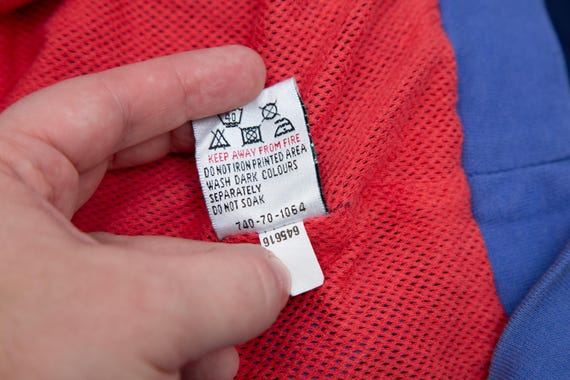 40
KEEP AWAY FROM FIRE
DO NOT IRON PRINTED AREA
WASH DARK COLOURS
SEPARATELY
DO NOT SOAK
740-70-1064
645616